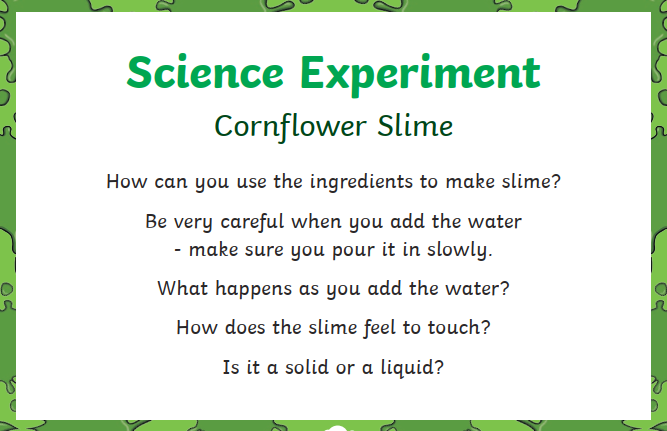 Science Experiment
Cornflower Slime
How can you use the ingredients to make slime?
Be very careful when you add the water
- make sure you pour it in slowly.
What happens as you add the water?
How does the slime feel to touch?
Is it a solid or a liquid?